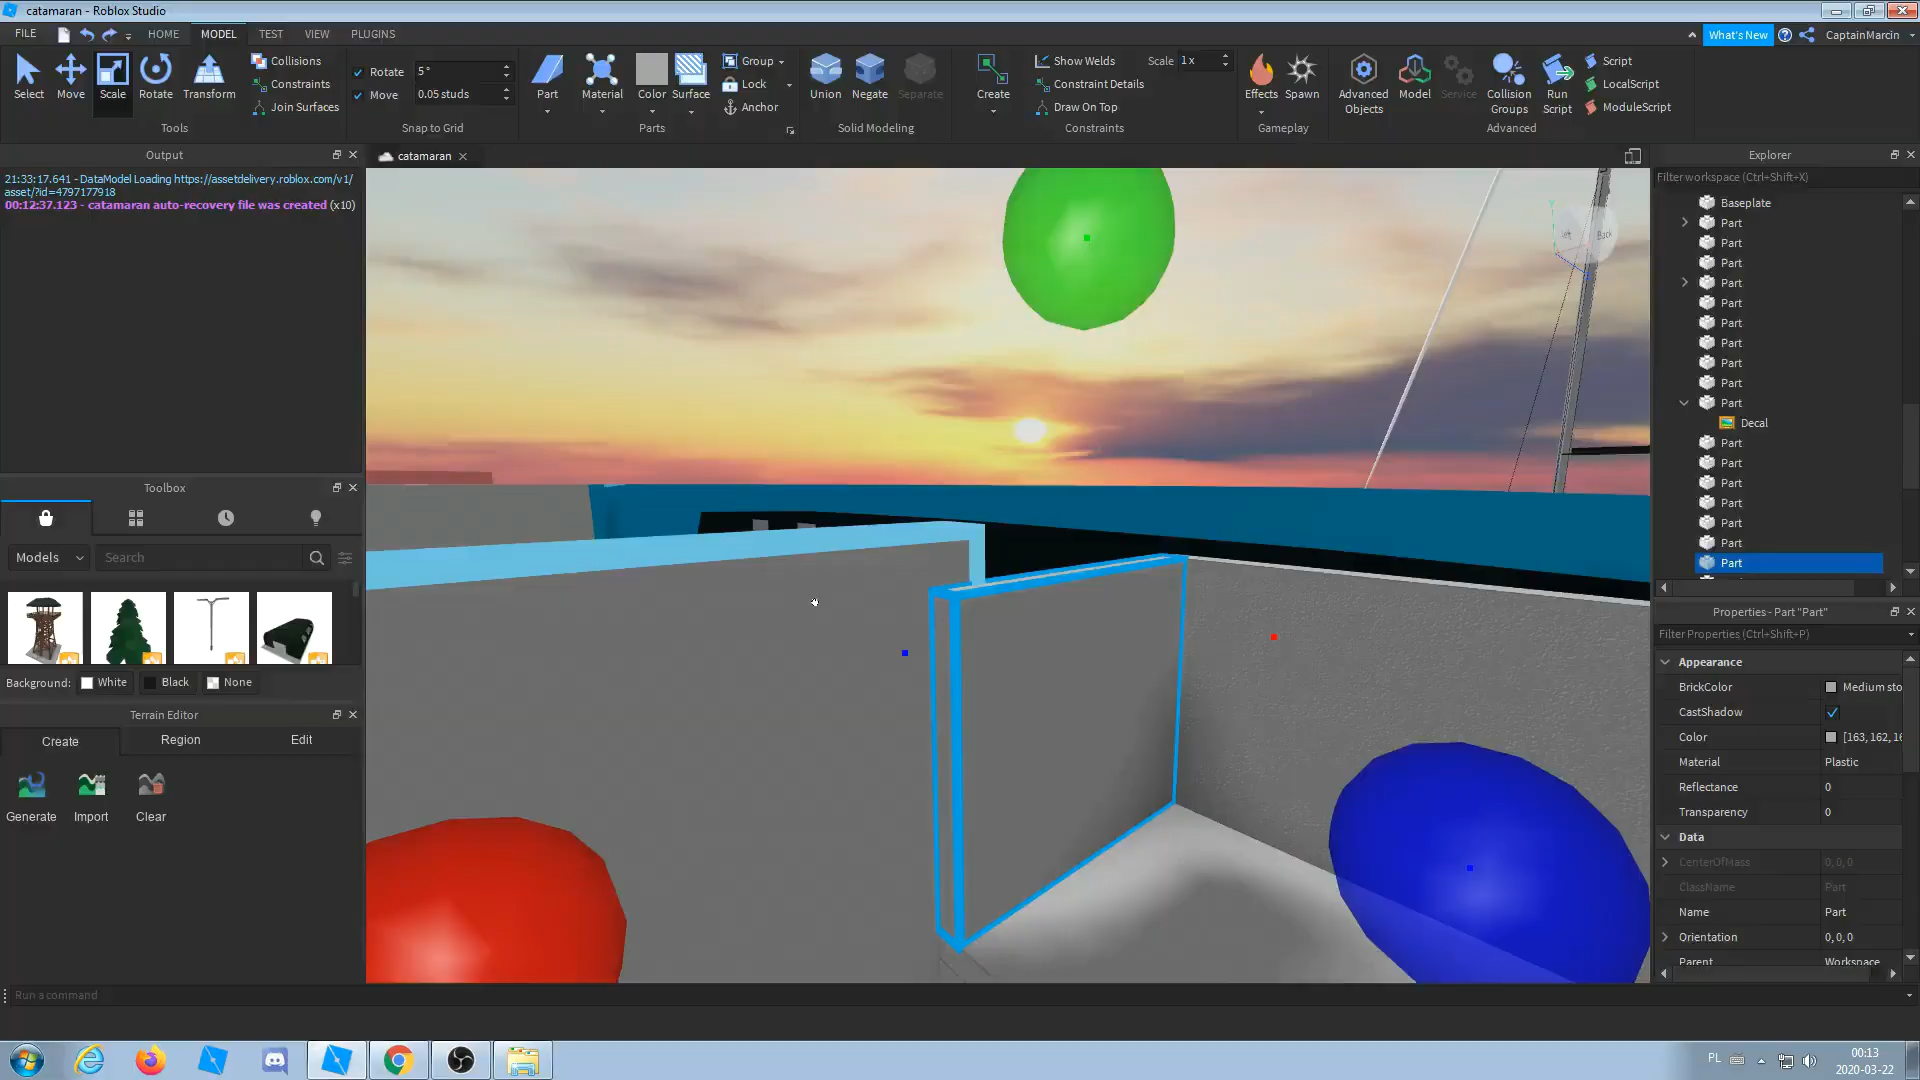 catamaran - Roblox Studio
FILE HOME MODEL TEST VIEW PLUGINS What's New CaptainMarcin
Select Move Scale Rotate Transform
Collisions
Constraints
Join Surfaces
Tools
Rotate 5°
Move 0.05 studs
Snap to Grid
Part Material Color Surface
Group
Lock
Anchor
Parts
Union Negate Separate
Solid Modeling
Create
Show Welds Scale 1x
Constraint Details
Draw On Top
Constraints
Effects Spawn
Gameplay
Advanced Objects Model Service Collision Groups Run Script
Script
LocalScript
ModuleScript
Advanced
Output
21:33:17.641 - DataModel Loading https://assetdelivery.roblox.com/v1/
asset/?id=4797177918
00:12:37.123 - catamaran auto-recovery file was created (x10)
Toolbox
Models Search
Background: White Black None
Terrain Editor
Create Region Edit
Generate Import Clear
catamaran
Back
Explorer
Filter workspace (Ctrl+Shift+X)
Baseplate
Part
Part
Part
Part
Part
Part
Part
Part
Part
Part
Decal
Part
Part
Part
Part
Part
Part
Part
Properties - Part "Part"
Filter Properties (Ctrl+Shift+P)
Appearance
BrickColor Medium sto
CastShadow
Color [163, 162, 16
Material Plastic
Reflectance 0
Transparency 0
Data
CenterOfMass 0, 0, 0
ClassName Part
Name Part
Orientation 0, 0, 0
Parent Workspace
Run a command
PL
00:13
2020-03-22